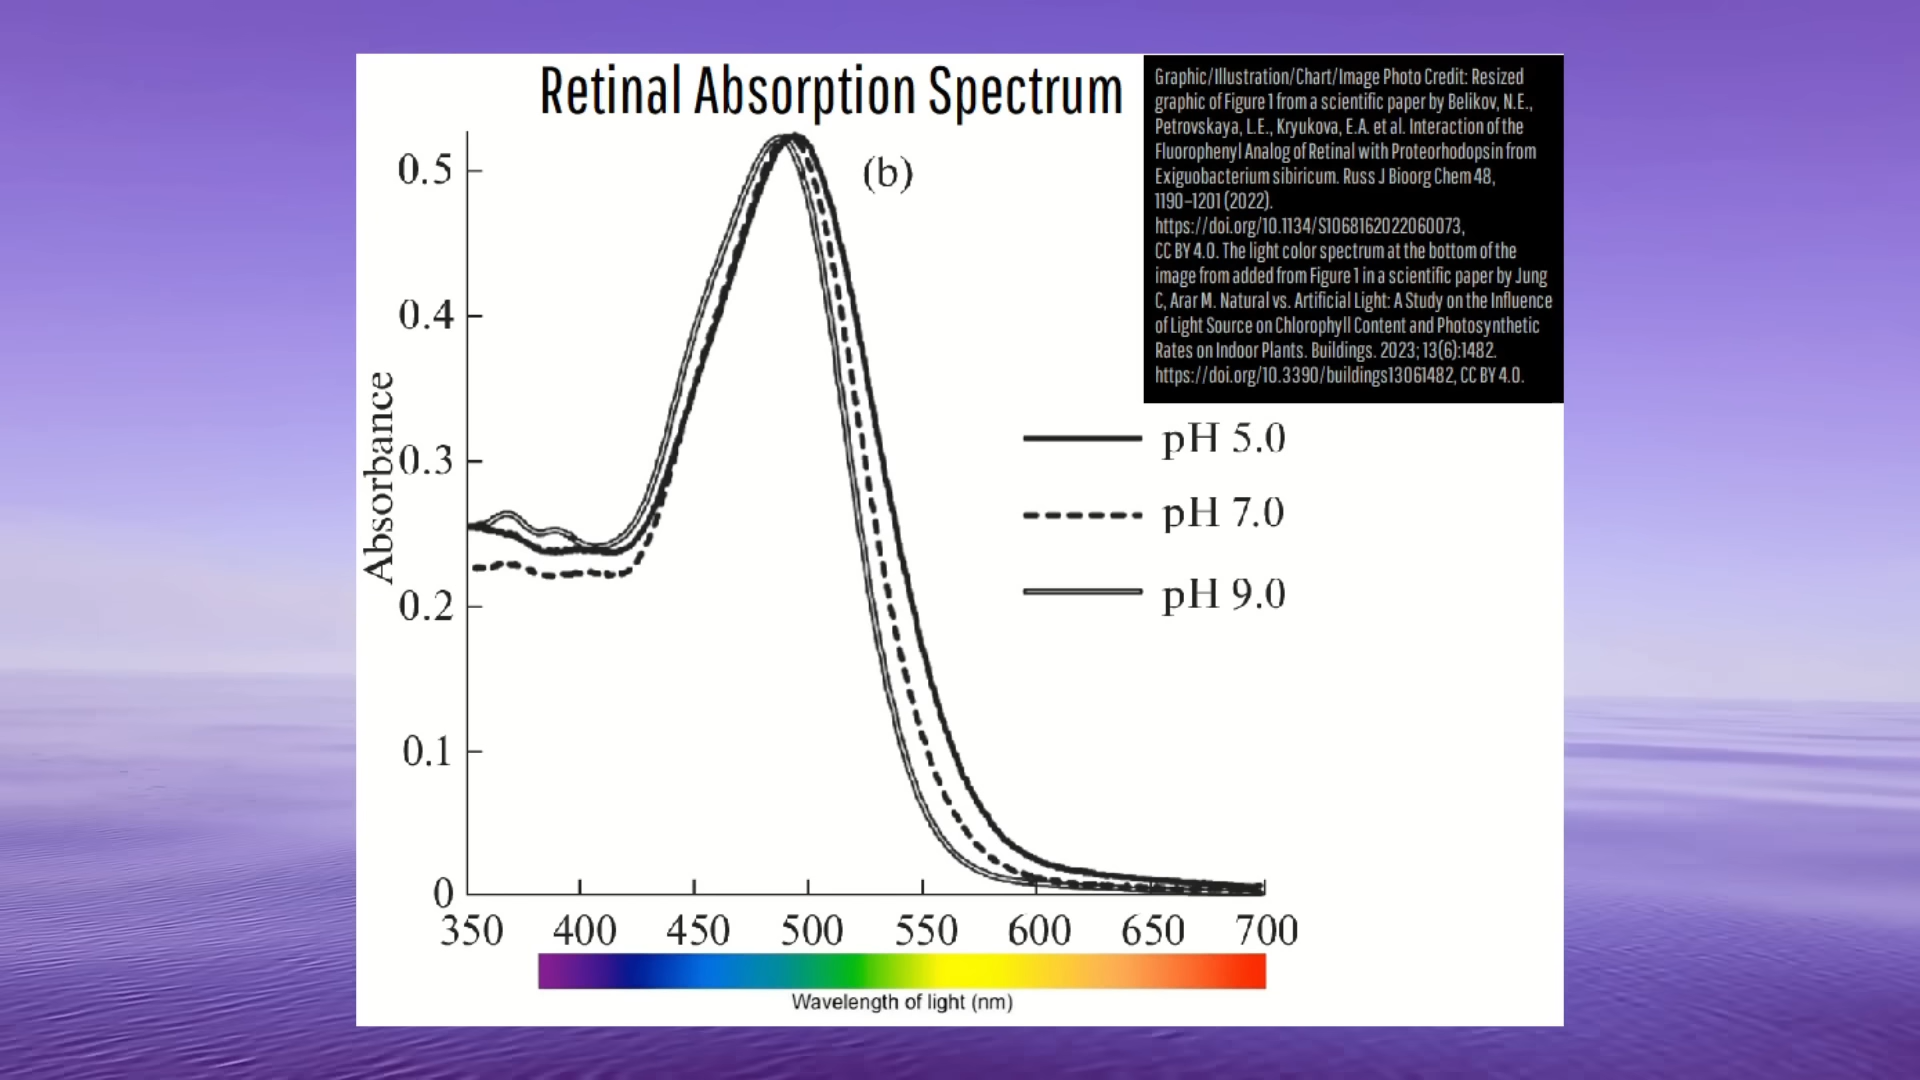 Retinal Absorption Spectrum
Graphic/Illustration/Chart/Image Photo Credit: Resized
graphic of Figure 1 from a scientific paper by Belikov, N.E.,
Petrovskaya, L.E., Kryukova, E.A. et al. Interaction of the
Fluorophenyl Analog of Retinal with Proteorhodopsin from
Exiguobacterium sibiricum. Russ J Bioorg Chem 48,
1190–1201 (2022).
https://doi.org/10.1134/S1068162022060073,
CC BY 4.0. The light color spectrum at the bottom of the
image from added from Figure 1 in a scientific paper by Jung
C, Arar M. Natural vs. Artificial Light: A Study on the Influence
of Light Source on Chlorophyll Content and Photosynthetic
Rates on Indoor Plants. Buildings. 2023; 13(6):1482.
https://doi.org/10.3390/buildings13061482, CC BY 4.0.
(b)
Absorbance
0.5
0.4
0.3
0.2
0.1
0
pH 5.0
pH 7.0
pH 9.0
350 400 450 500 550 600 650 700
Wavelength of light (nm)